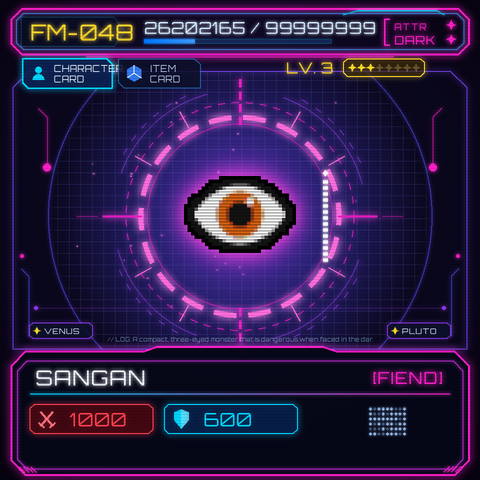 FM-048 26202165 / 99999999 ATTR
DARK
CHARACTER
CARD
ITEM
CARD
LV.3
VENUS
PLUTO
// LOG: A compact, three-eyed monster that is dangerous when faced in the dar
SANGAN [FIEND]
1000 600